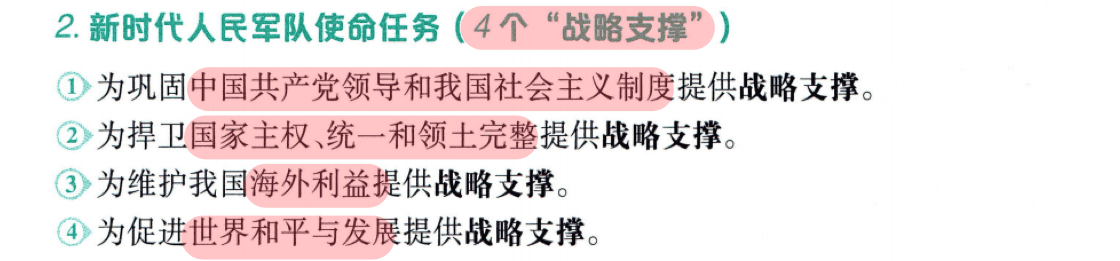 2. 新时代人民军队使命任务（4个“战略支撑”）
① 为巩固中国共产党领导和我国社会主义制度提供战略支撑。
② 为捍卫国家主权、统一和领土完整提供战略支撑。
③ 为维护我国海外利益提供战略支撑。
④ 为促进世界和平与发展提供战略支撑。